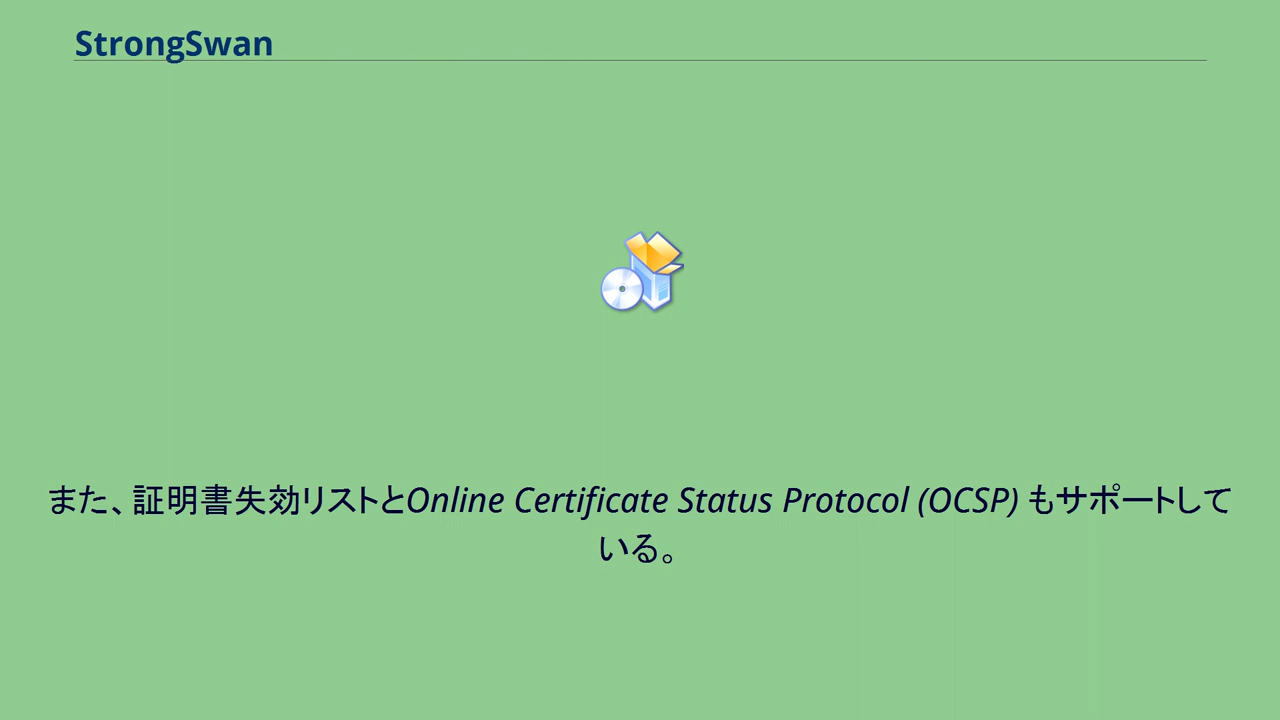 StrongSwan
また、証明書失効リストとOnline Certificate Status Protocol (OCSP) もサポートして
いる。